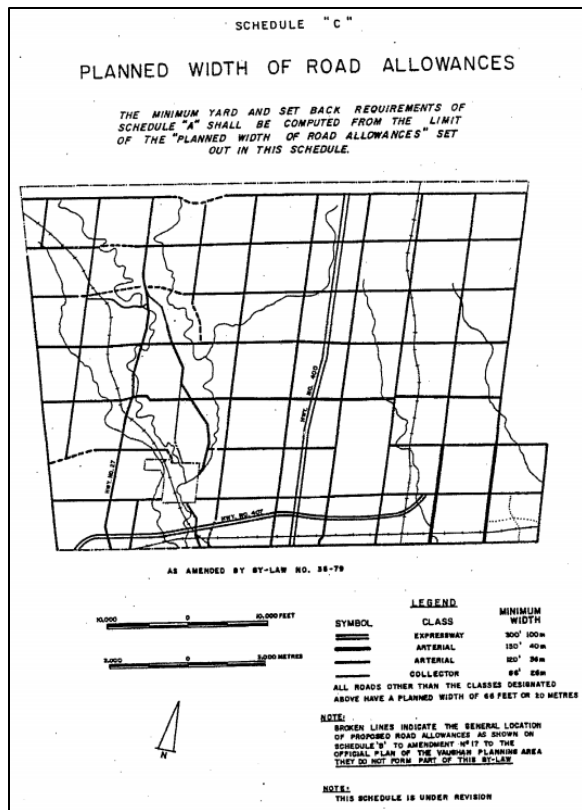 SCHEDULE "C"
PLANNED WIDTH OF ROAD ALLOWANCES
THE MINIMUM YARD AND SET BACK REQUIREMENTS OF
SCHEDULE "A" SHALL BE COMPUTED FROM THE LIMIT
OF THE "PLANNED WIDTH OF ROAD ALLOWANCES" SET
OUT IN THIS SCHEDULE.
HWY. NO. 400
HWY. NO. 27
HWY. NO. 407
AS AMENDED BY BY-LAW NO. 38-79
10,000 0 10,000 FEET
3,000 0 3,000 METRES
N
LEGEND
SYMBOL CLASS MINIMUM WIDTH
EXPRESSWAY 300' 100m
ARTERIAL 130' 40m
ARTERIAL 120' 36m
COLLECTOR 86' 26m
ALL ROADS OTHER THAN THE CLASSES DESIGNATED
ABOVE HAVE A PLANNED WIDTH OF 66 FEET OR 20 METRES
NOTE:
BROKEN LINES INDICATE THE GENERAL LOCATION
OF PROPOSED ROAD ALLOWANCES AS SHOWN ON
SCHEDULE 'B' TO AMENDMENT Nº 17 TO THE
OFFICIAL PLAN OF THE VAUGHAN PLANNING AREA
THEY DO NOT FORM PART OF THIS BY-LAW
NOTE:
THIS SCHEDULE IS UNDER REVISION